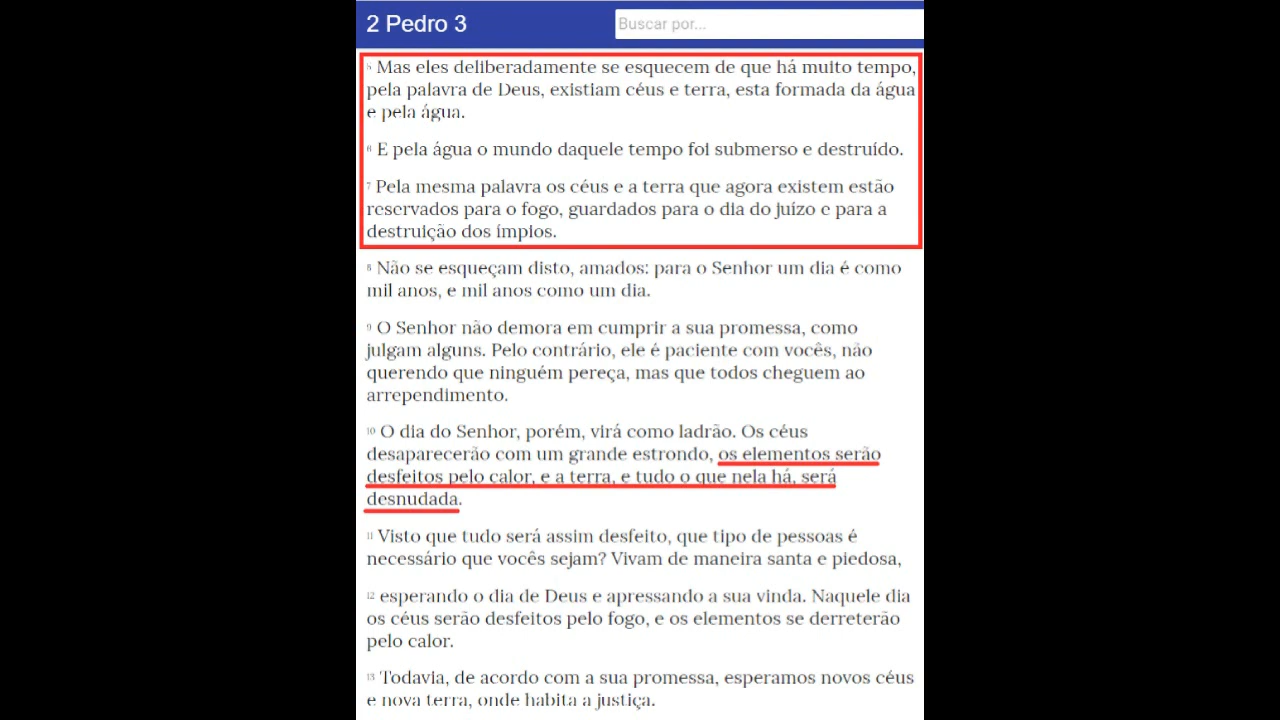 2 Pedro 3
Buscar por...
5 Mas eles deliberadamente se esquecem de que há muito tempo,
pela palavra de Deus, existiam céus e terra, esta formada da água
e pela água.
6 E pela água o mundo daquele tempo foi submerso e destruído.
7 Pela mesma palavra os céus e a terra que agora existem estão
reservados para o fogo, guardados para o dia do juízo e para a
destruição dos ímpios.
8 Não se esqueçam disto, amados: para o Senhor um dia é como
mil anos, e mil anos como um dia.
9 O Senhor não demora em cumprir a sua promessa, como
julgam alguns. Pelo contrário, ele é paciente com vocês, não
querendo que ninguém pereça, mas que todos cheguem ao
arrependimento.
10 O dia do Senhor, porém, virá como ladrão. Os céus
desaparecerão com um grande estrondo, os elementos serão
desfeitos pelo calor, e a terra, e tudo o que nela há, será
desnudada.
11 Visto que tudo será assim desfeito, que tipo de pessoas é
necessário que vocês sejam? Vivam de maneira santa e piedosa,
12 esperando o dia de Deus e apressando a sua vinda. Naquele dia
os céus serão desfeitos pelo fogo, e os elementos se derreterão
pelo calor.
13 Todavia, de acordo com a sua promessa, esperamos novos céus
e nova terra, onde habita a justiça.